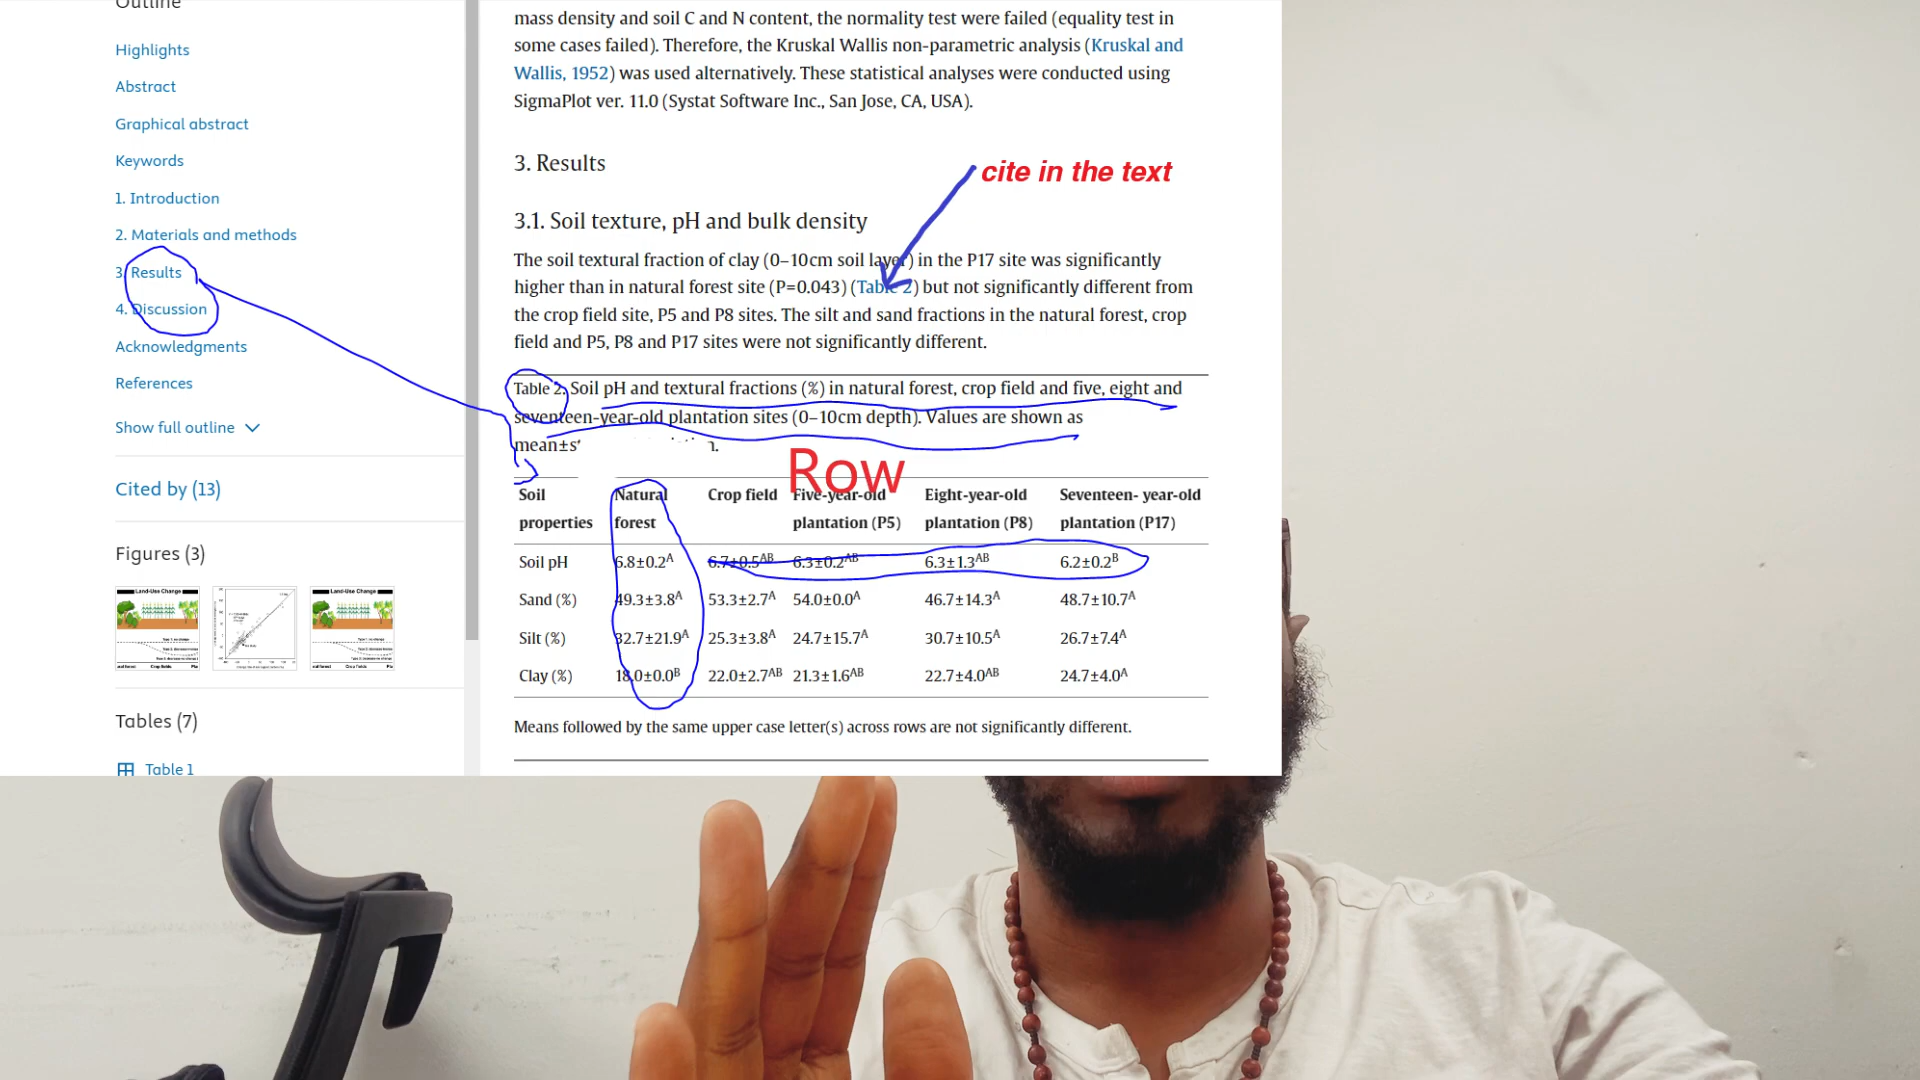 Outline
Highlights
Abstract
Graphical abstract
Keywords
1. Introduction
2. Materials and methods
3. Results
4. Discussion
Acknowledgments
References
Show full outline
Cited by (13)
Figures (3)
Land-Use Change
Land-Use Change
Tables (7)
Table 1
mass density and soil C and N content, the normality test were failed (equality test in
some cases failed). Therefore, the Kruskal Wallis non-parametric analysis (Kruskal and
Wallis, 1952) was used alternatively. These statistical analyses were conducted using
SigmaPlot ver. 11.0 (Systat Software Inc., San Jose, CA, USA).
3. Results
cite in the text
3.1. Soil texture, pH and bulk density
The soil textural fraction of clay (0–10cm soil layer) in the P17 site was significantly
higher than in natural forest site (P=0.043) (Table 2) but not significantly different from
the crop field site, P5 and P8 sites. The silt and sand fractions in the natural forest, crop
field and P5, P8 and P17 sites were not significantly different.
Table 2. Soil pH and textural fractions (%) in natural forest, crop field and five, eight and
seventeen-year-old plantation sites (0–10cm depth). Values are shown as
Row
Soil properties Natural forest Crop field Five-year-old plantation (P5) Eight-year-old plantation (P8) Seventeen- year-old plantation (P17)
Soil pH 6.8±0.2A 6.7±0.5AB 6.3±0.2AB 6.3±1.3AB 6.2±0.2B
Sand (%) 49.3±3.8A 53.3±2.7A 54.0±0.0A 46.7±14.3A 48.7±10.7A
Silt (%) 32.7±21.9A 25.3±3.8A 24.7±15.7A 30.7±10.5A 26.7±7.4A
Clay (%) 18.0±0.0B 22.0±2.7AB 21.3±1.6AB 22.7±4.0AB 24.7±4.0A
Means followed by the same upper case letter(s) across rows are not significantly different.